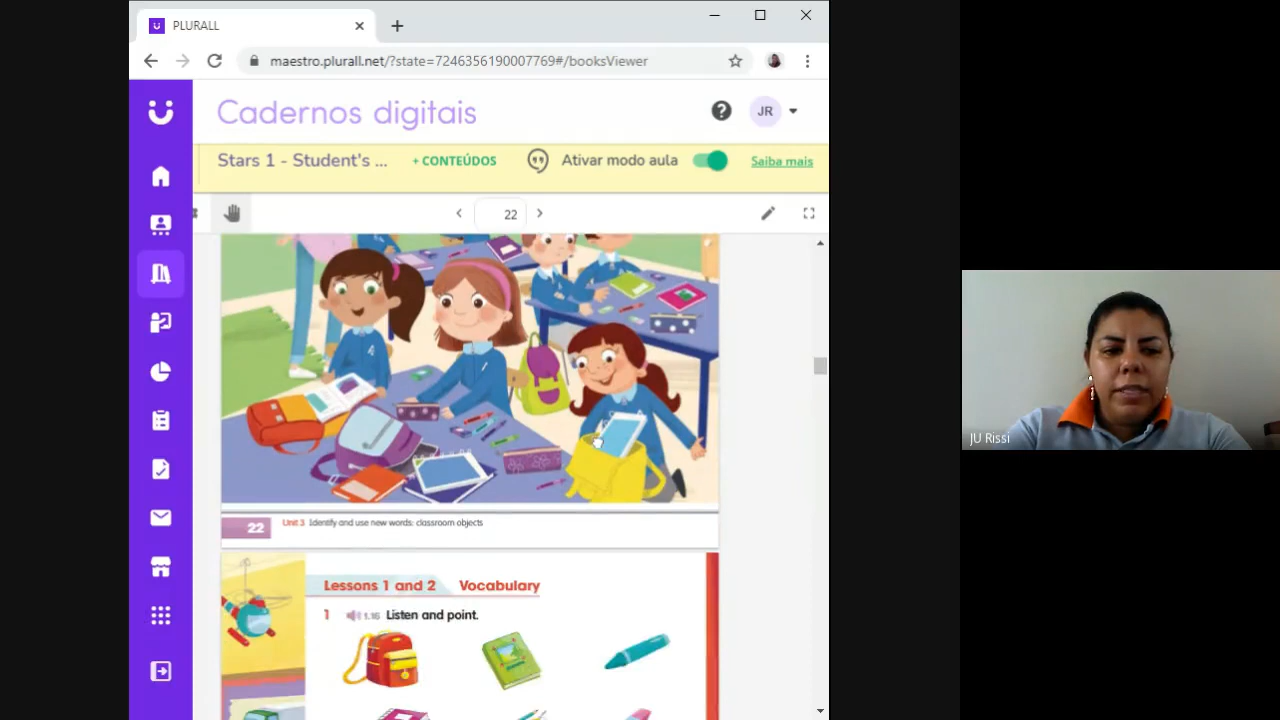 PLURALL
maestro.plurall.net/?state=7246356190007769#/booksViewer
Cadernos digitais
JR
Stars 1 - Student's ...
+ CONTEÚDOS
Ativar modo aula
Saiba mais
22
22 Unit 3 Identify and use new words: classroom objects
Lessons 1 and 2 Vocabulary
1 1.16 Listen and point.
JU Rissi